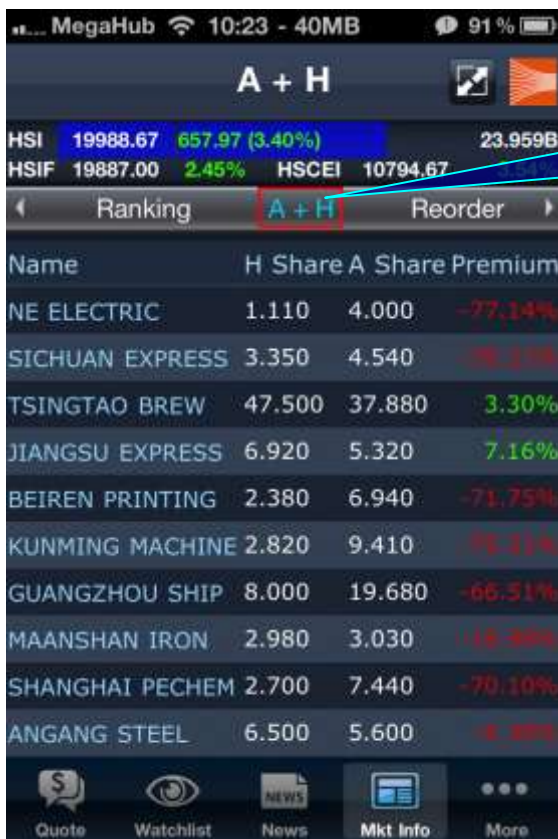 MegaHub 10:23 - 40MB 91 %
A + H
HSI 19988.67 657.97 (3.40%) 23.959B
HSIF 19887.00 2.45% HSCEI 10794.67 3.54%
Ranking A + H Reorder
Name H Share A Share Premium
NE ELECTRIC 1.110 4.000 -77.14%
SICHUAN EXPRESS 3.350 4.540
TSINGTAO BREW 47.500 37.880 3.30%
JIANGSU EXPRESS 6.920 5.320 7.16%
BEIREN PRINTING 2.380 6.940 -71.75%
KUNMING MACHINE 2.820 9.410
GUANGZHOU SHIP 8.000 19.680 -66.51%
MAANSHAN IRON 2.980 3.030
SHANGHAI PECHEM 2.700 7.440 -70.10%
ANGANG STEEL 6.500 5.600
NEWS
Quote Watchlist News Mkt Info More